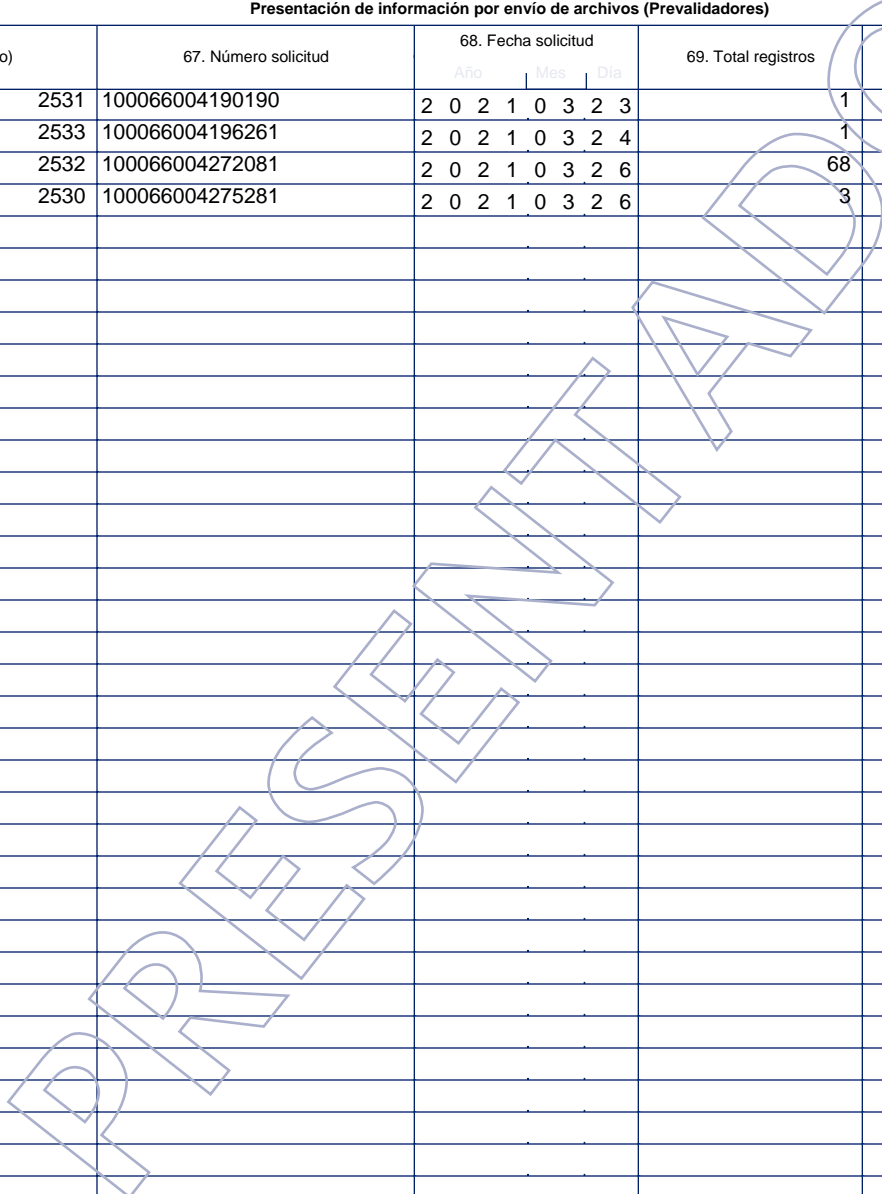 Presentación de información por envío de archivos (Prevalidadores)
o) 67. Número solicitud 68. Fecha solicitud 69. Total registros
Año Mes Día
2531 100066004190190 2 0 2 1 0 3 2 3 1
2533 100066004196261 2 0 2 1 0 3 2 4 1
2532 100066004272081 2 0 2 1 0 3 2 6 68
2530 100066004275281 2 0 2 1 0 3 2 6 3
PRESENTADO